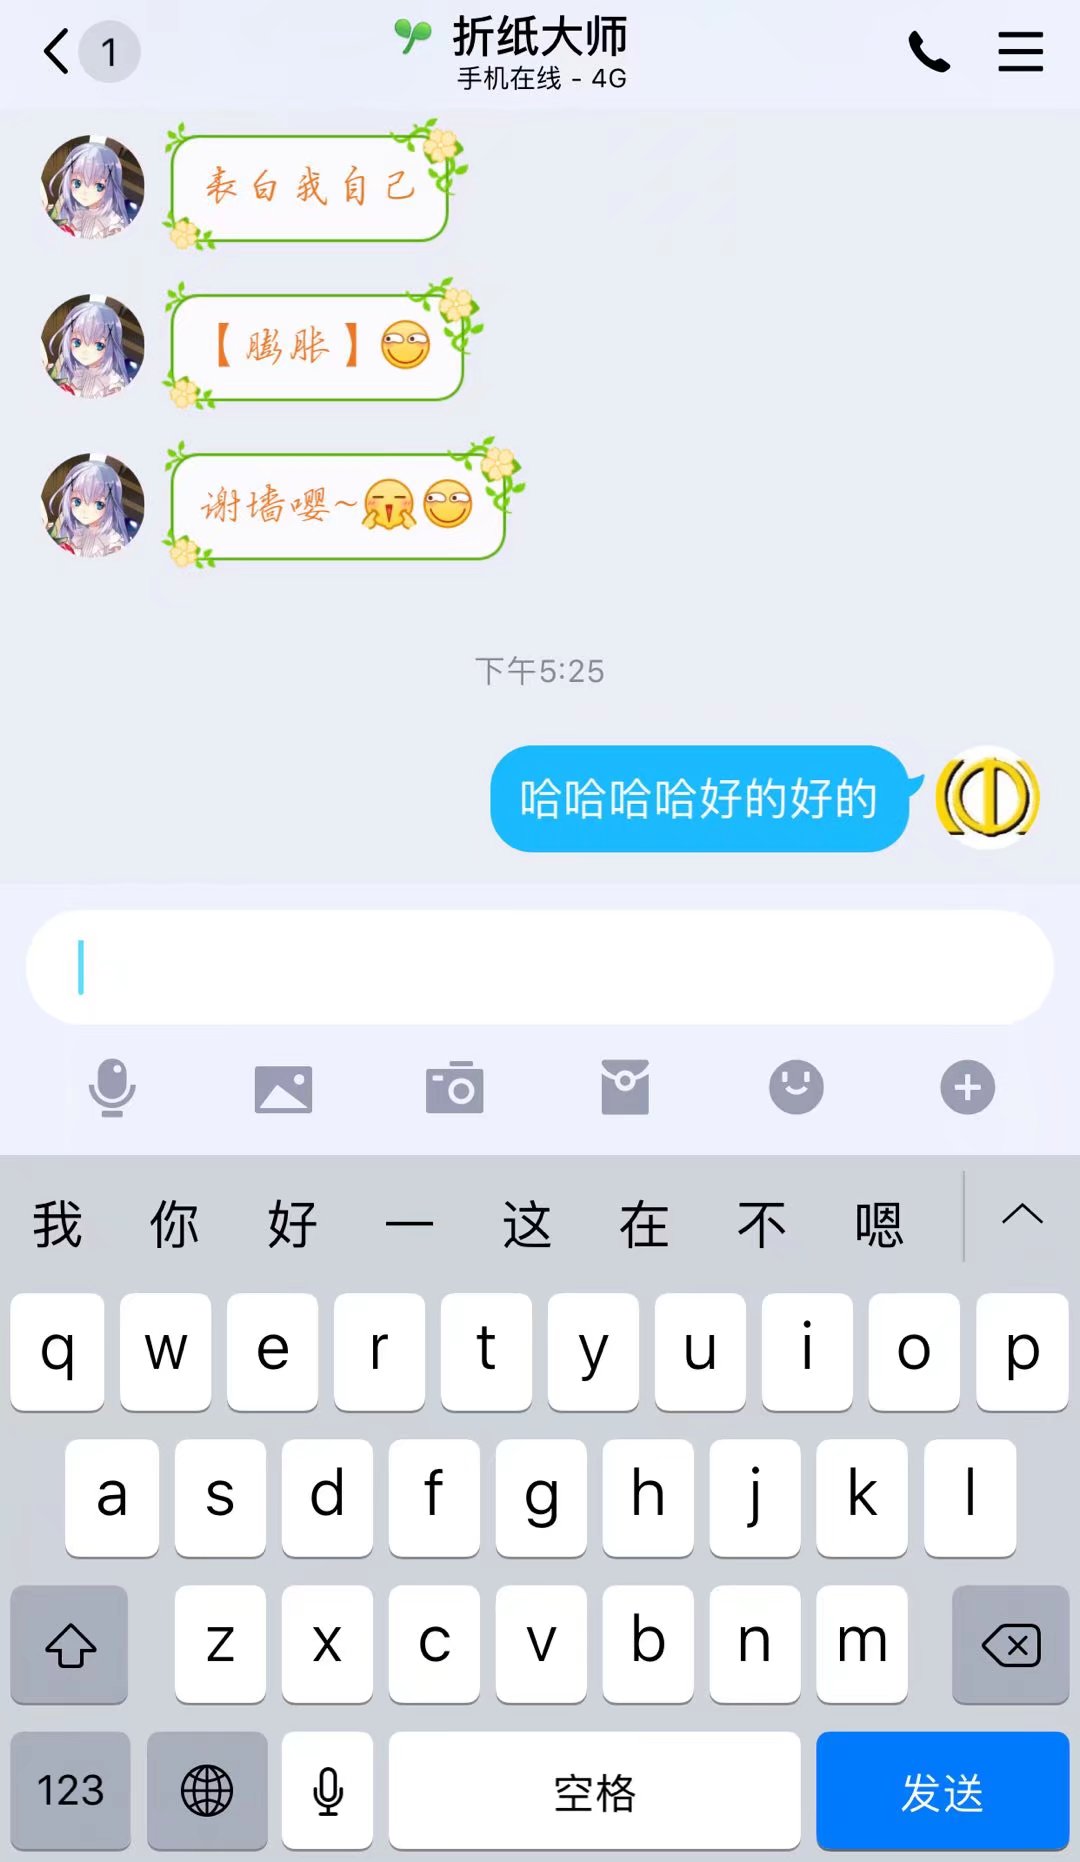 1
折纸大师
手机在线 - 4G
表白我自己
【膨胀】
谢墙嘤~
下午5:25
哈哈哈哈好的好的
我 你 好 一 这 在 不 嗯
q w e r t y u i o p
a s d f g h j k l
z x c v b n m
123 空格 发送